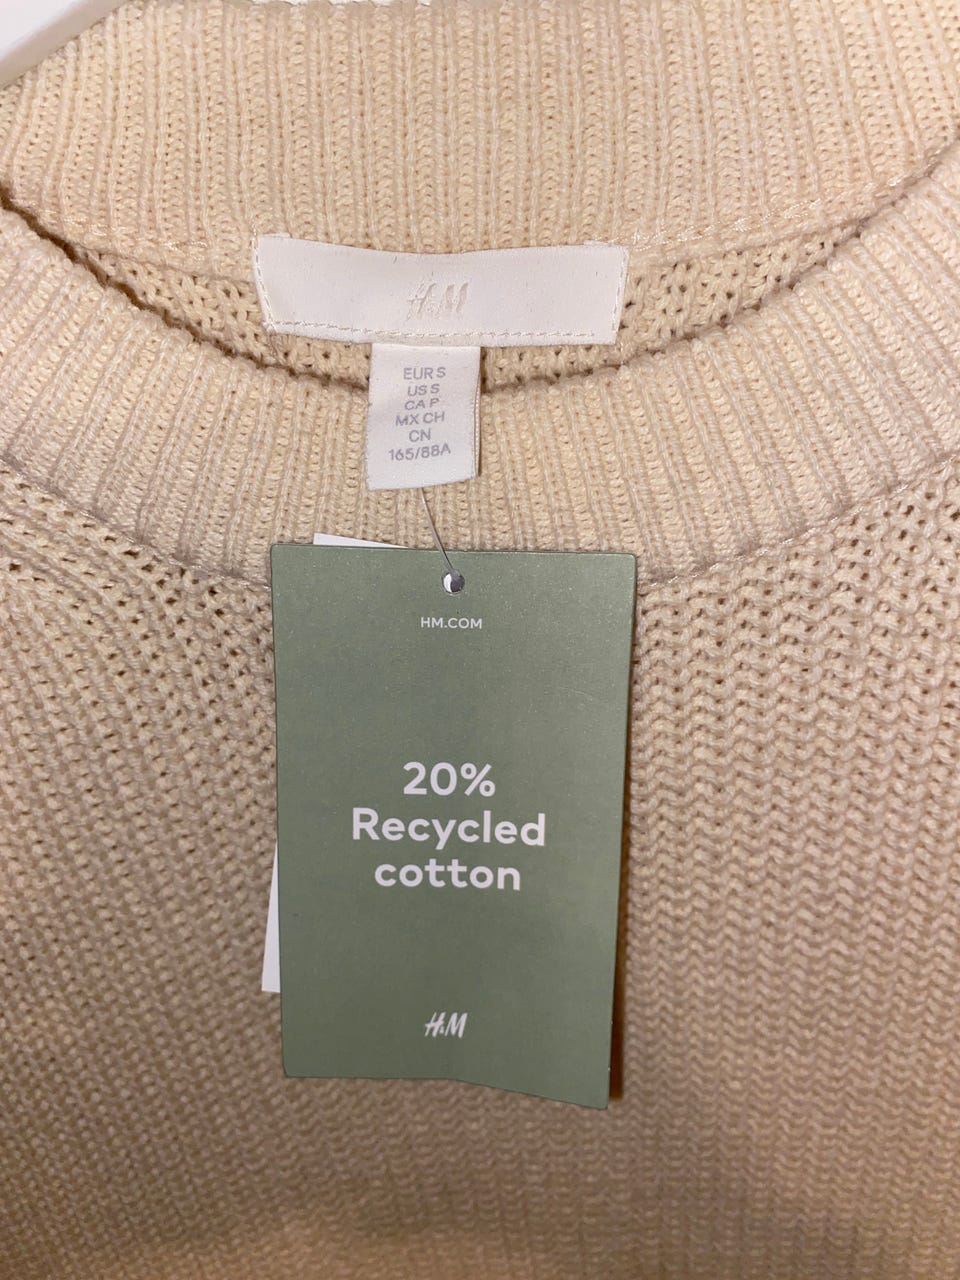 H&M
EUR S
US S
CA P
MX CH
CN
165/88A
HM.COM
20%
Recycled
cotton
H&M